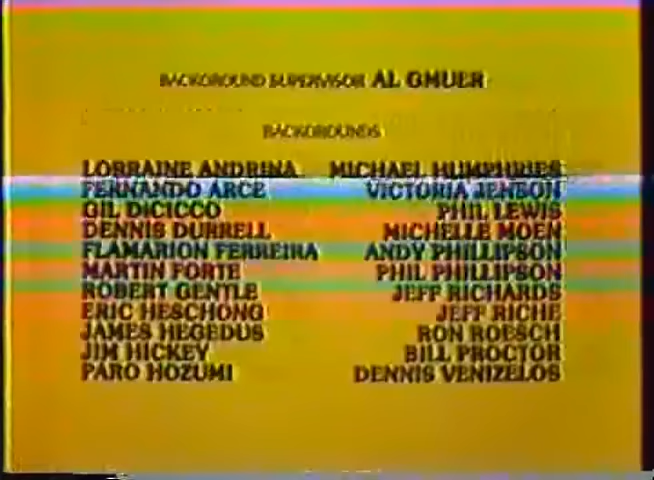 BACKGROUND SUPERVISOR AL GMUER
BACKGROUNDS
LORRAINE ANDRINA MICHAEL HUMPHRIES
FERNANDO ARCE VICTORIA JENSON
GIL DICICCO PHIL LEWIS
DENNIS DURRELL MICHELLE MOEN
FLAMARION FERREIRA ANDY PHILLIPSON
MARTIN FORTE PHIL PHILLIPSON
ROBERT GENTLE JEFF RICHARDS
ERIC HESCHONG JEFF RICHE
JAMES HEGEDUS RON ROESCH
JIM HICKEY BILL PROCTOR
PARO HOZUMI DENNIS VENIZELOS